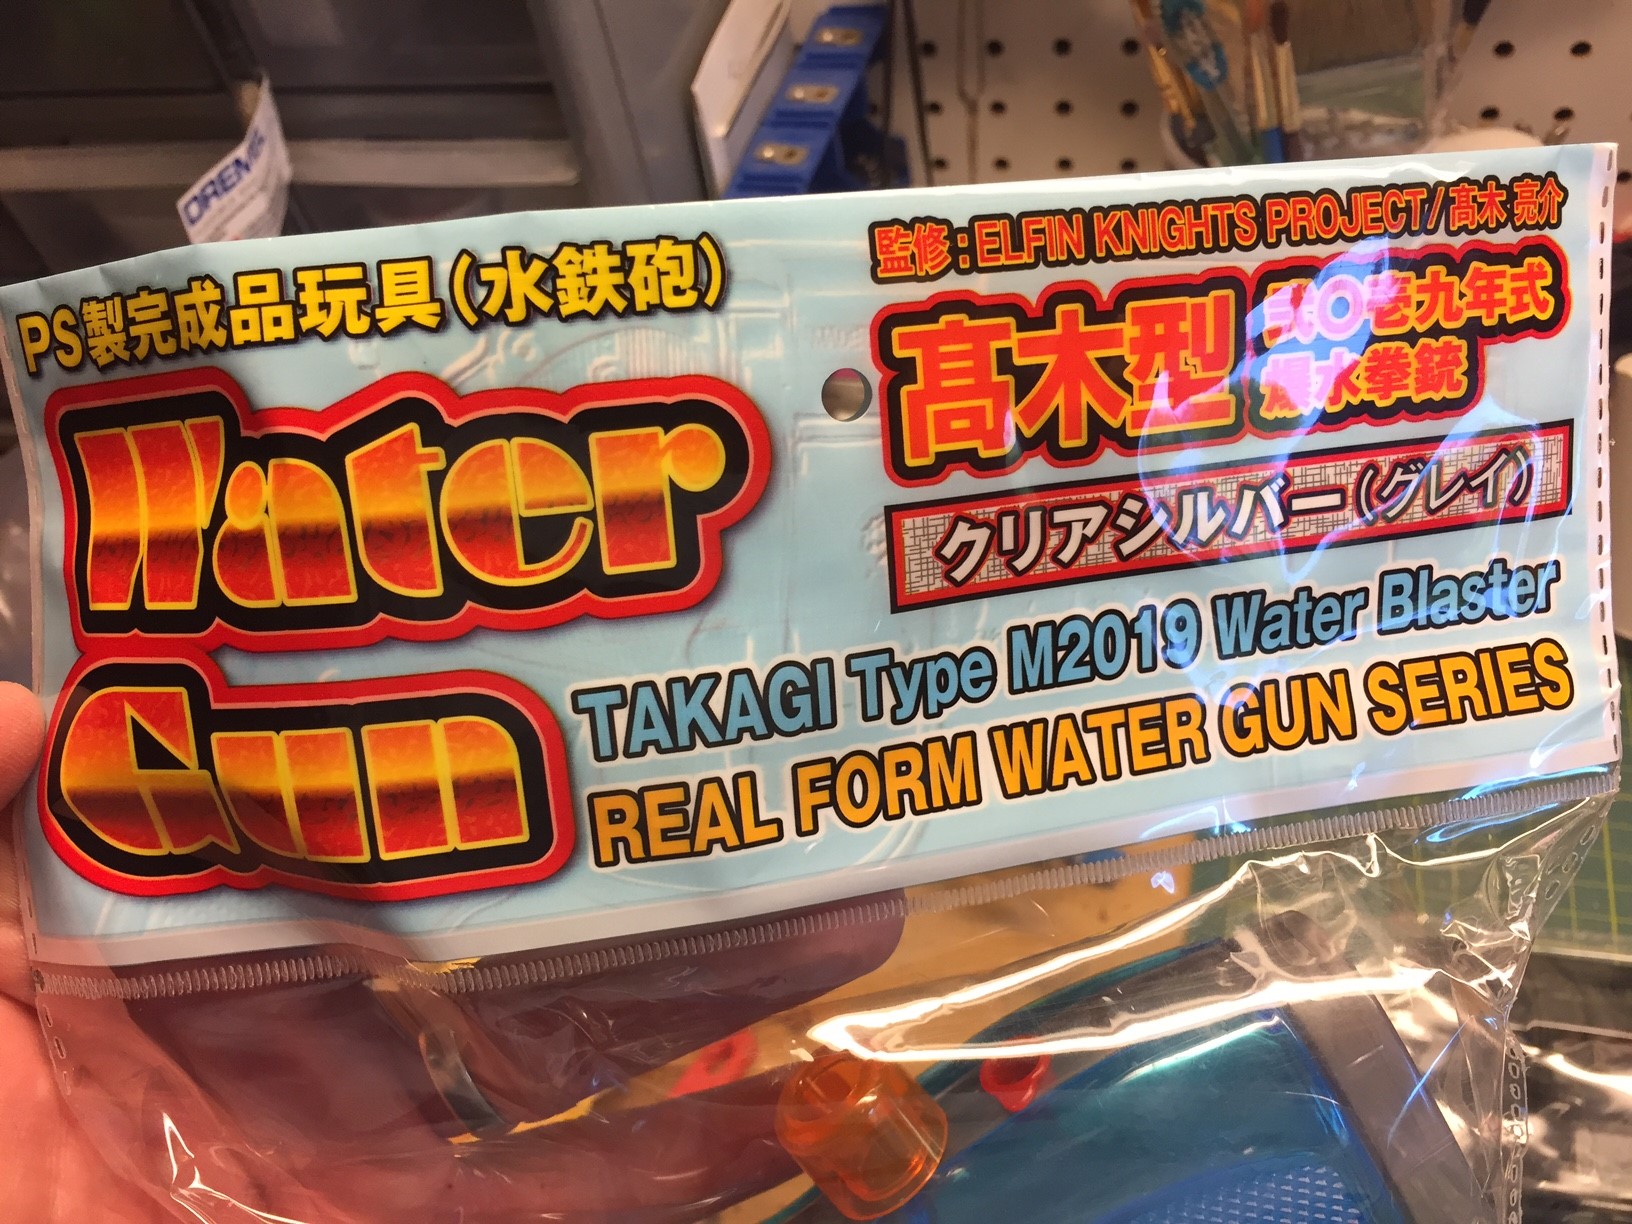 PS製完成品玩具(水鉄砲)
Water
Gun
監修:ELFIN KNIGHTS PROJECT/髙木 亮介
髙木型
弐〇壱九年式
爆水拳銃
クリアシルバー(グレイ)
TAKAGI Type M2019 Water Blaster
REAL FORM WATER GUN SERIES